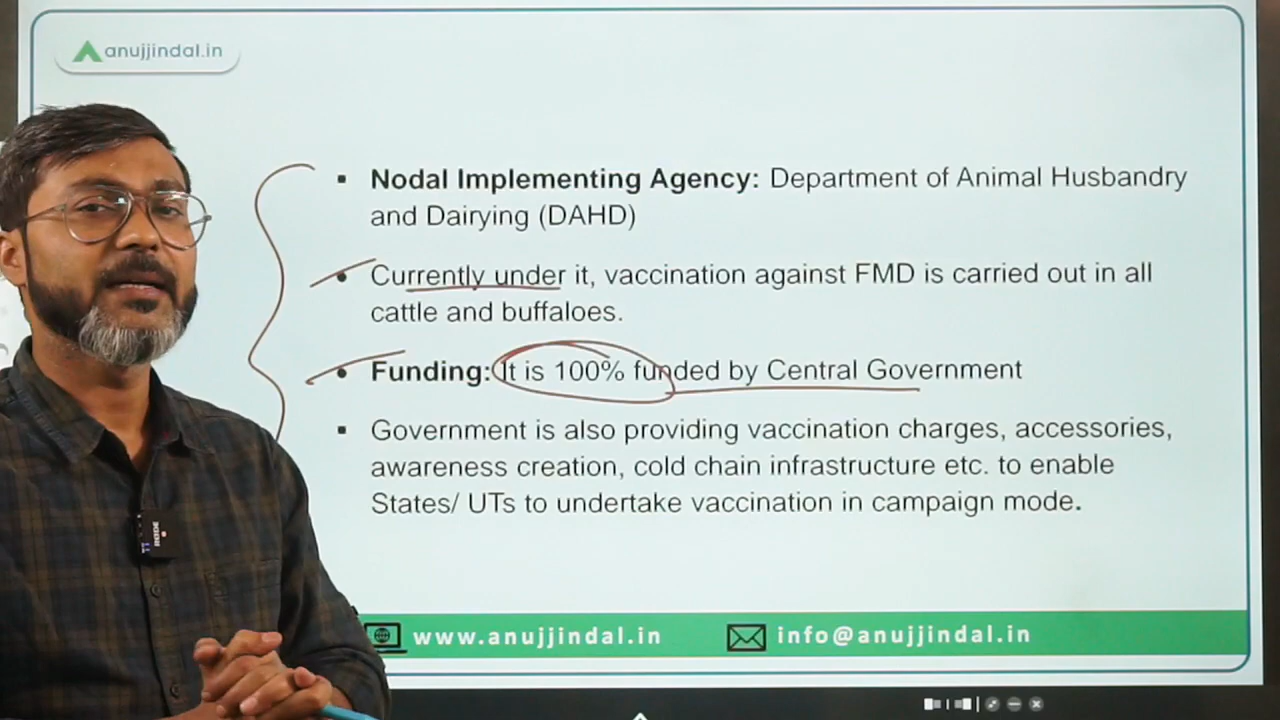 anujjindal.in
▪ Nodal Implementing Agency: Department of Animal Husbandry
and Dairying (DAHD)
• Currently under it, vaccination against FMD is carried out in all
cattle and buffaloes.
• Funding: It is 100% funded by Central Government
▪ Government is also providing vaccination charges, accessories,
awareness creation, cold chain infrastructure etc. to enable
States/ UTs to undertake vaccination in campaign mode.
www.anujjindal.in info@anujjindal.in
RODE